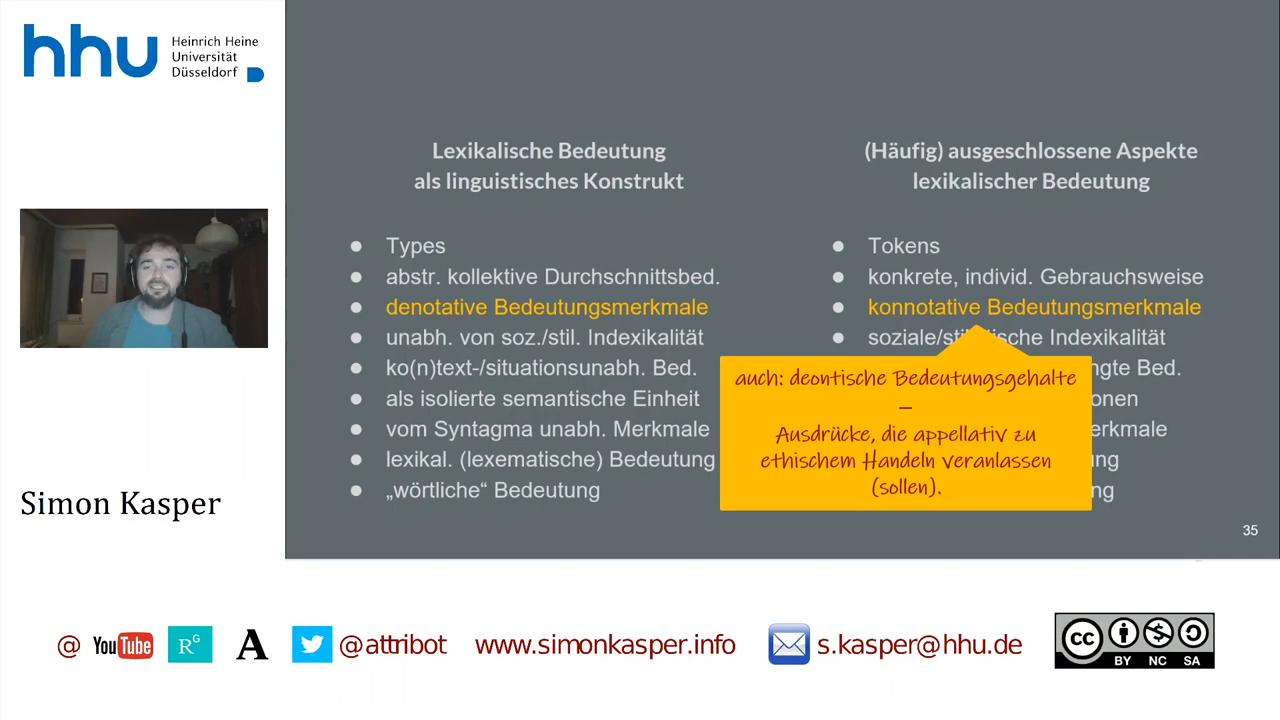 hhu
Heinrich Heine
Universität
Düsseldorf
Simon Kasper
Lexikalische Bedeutung
als linguistisches Konstrukt
● Types
● abstr. kollektive Durchschnittsbed.
● denotative Bedeutungsmerkmale
● unabh. von soz./stil. Indexikalität
● ko(n)text-/situationsunabh. Bed.
● als isolierte semantische Einheit
● vom Syntagma unabh. Merkmale
● lexikal. (lexematische) Bedeutung
● „wörtliche“ Bedeutung
(Häufig) ausgeschlossene Aspekte
lexikalischer Bedeutung
● Tokens
● konkrete, individ. Gebrauchsweise
● konnotative Bedeutungsmerkmale
● soziale/stilistische Indexikalität
auch: deontische Bedeutungsgehalte
–
Ausdrücke, die appellativ zu
ethischem Handeln veranlassen
(sollen).
35
@ YouTube RG A @attribot www.simonkasper.info s.kasper@hhu.de
cc
BY NC SA